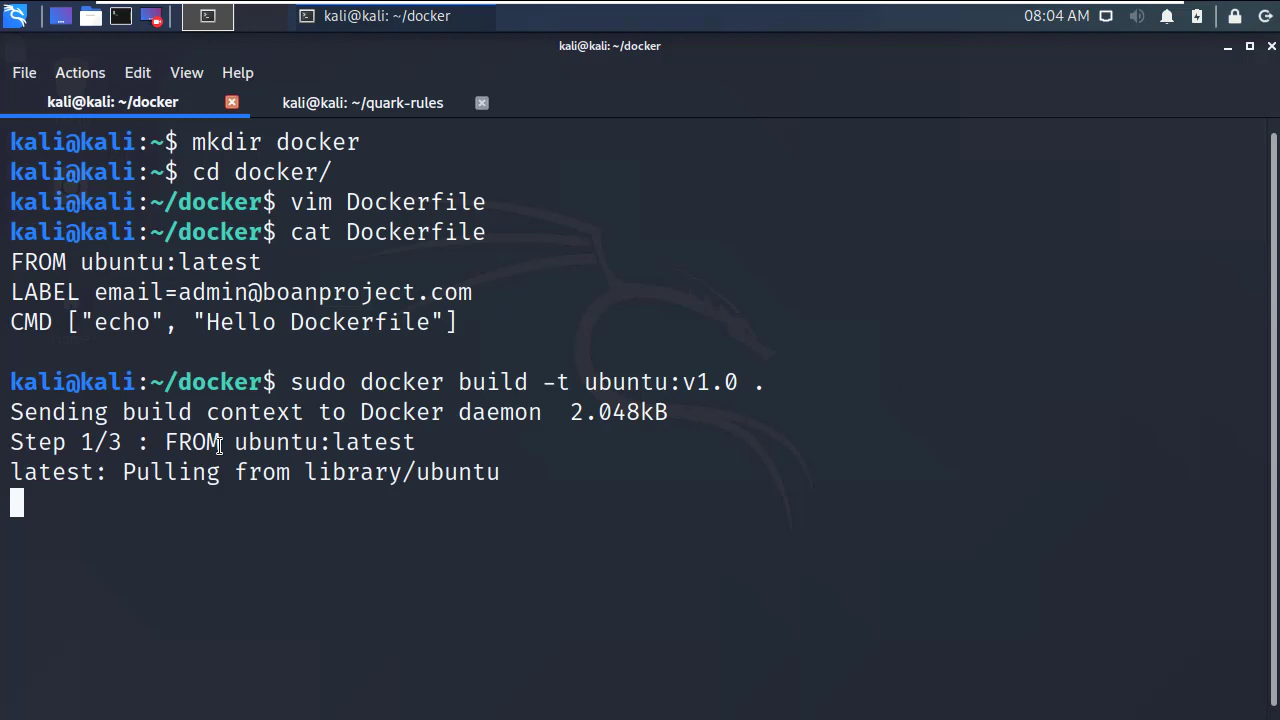 kali@kali: ~/docker
08:04 AM
kali@kali: ~/docker
File Actions Edit View Help
kali@kali: ~/docker
kali@kali: ~/quark-rules
kali@kali:~$ mkdir docker
kali@kali:~$ cd docker/
kali@kali:~/docker$ vim Dockerfile
kali@kali:~/docker$ cat Dockerfile
FROM ubuntu:latest
LABEL email=admin@boanproject.com
CMD ["echo", "Hello Dockerfile"]
kali@kali:~/docker$ sudo docker build -t ubuntu:v1.0 .
Sending build context to Docker daemon  2.048kB
Step 1/3 : FROM ubuntu:latest
latest: Pulling from library/ubuntu